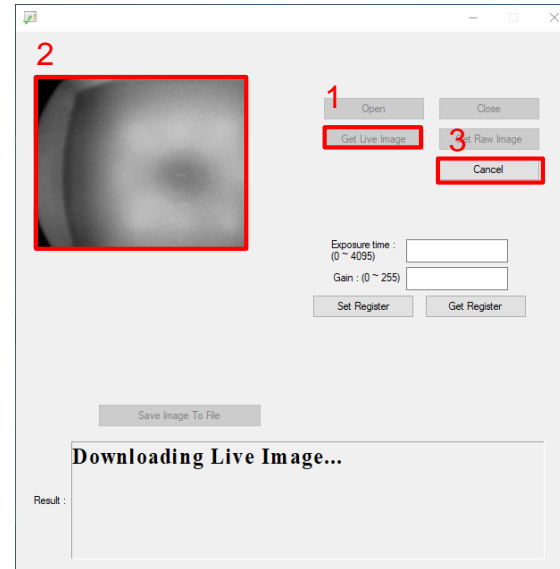 2
1
Open
Close
Get Live Image
Get Raw Image
3
Cancel
Exposure time :
(0 ~ 4095)
Gain : (0 ~ 255)
Set Register
Get Register
Save Image To File
Downloading Live Image...
Result :